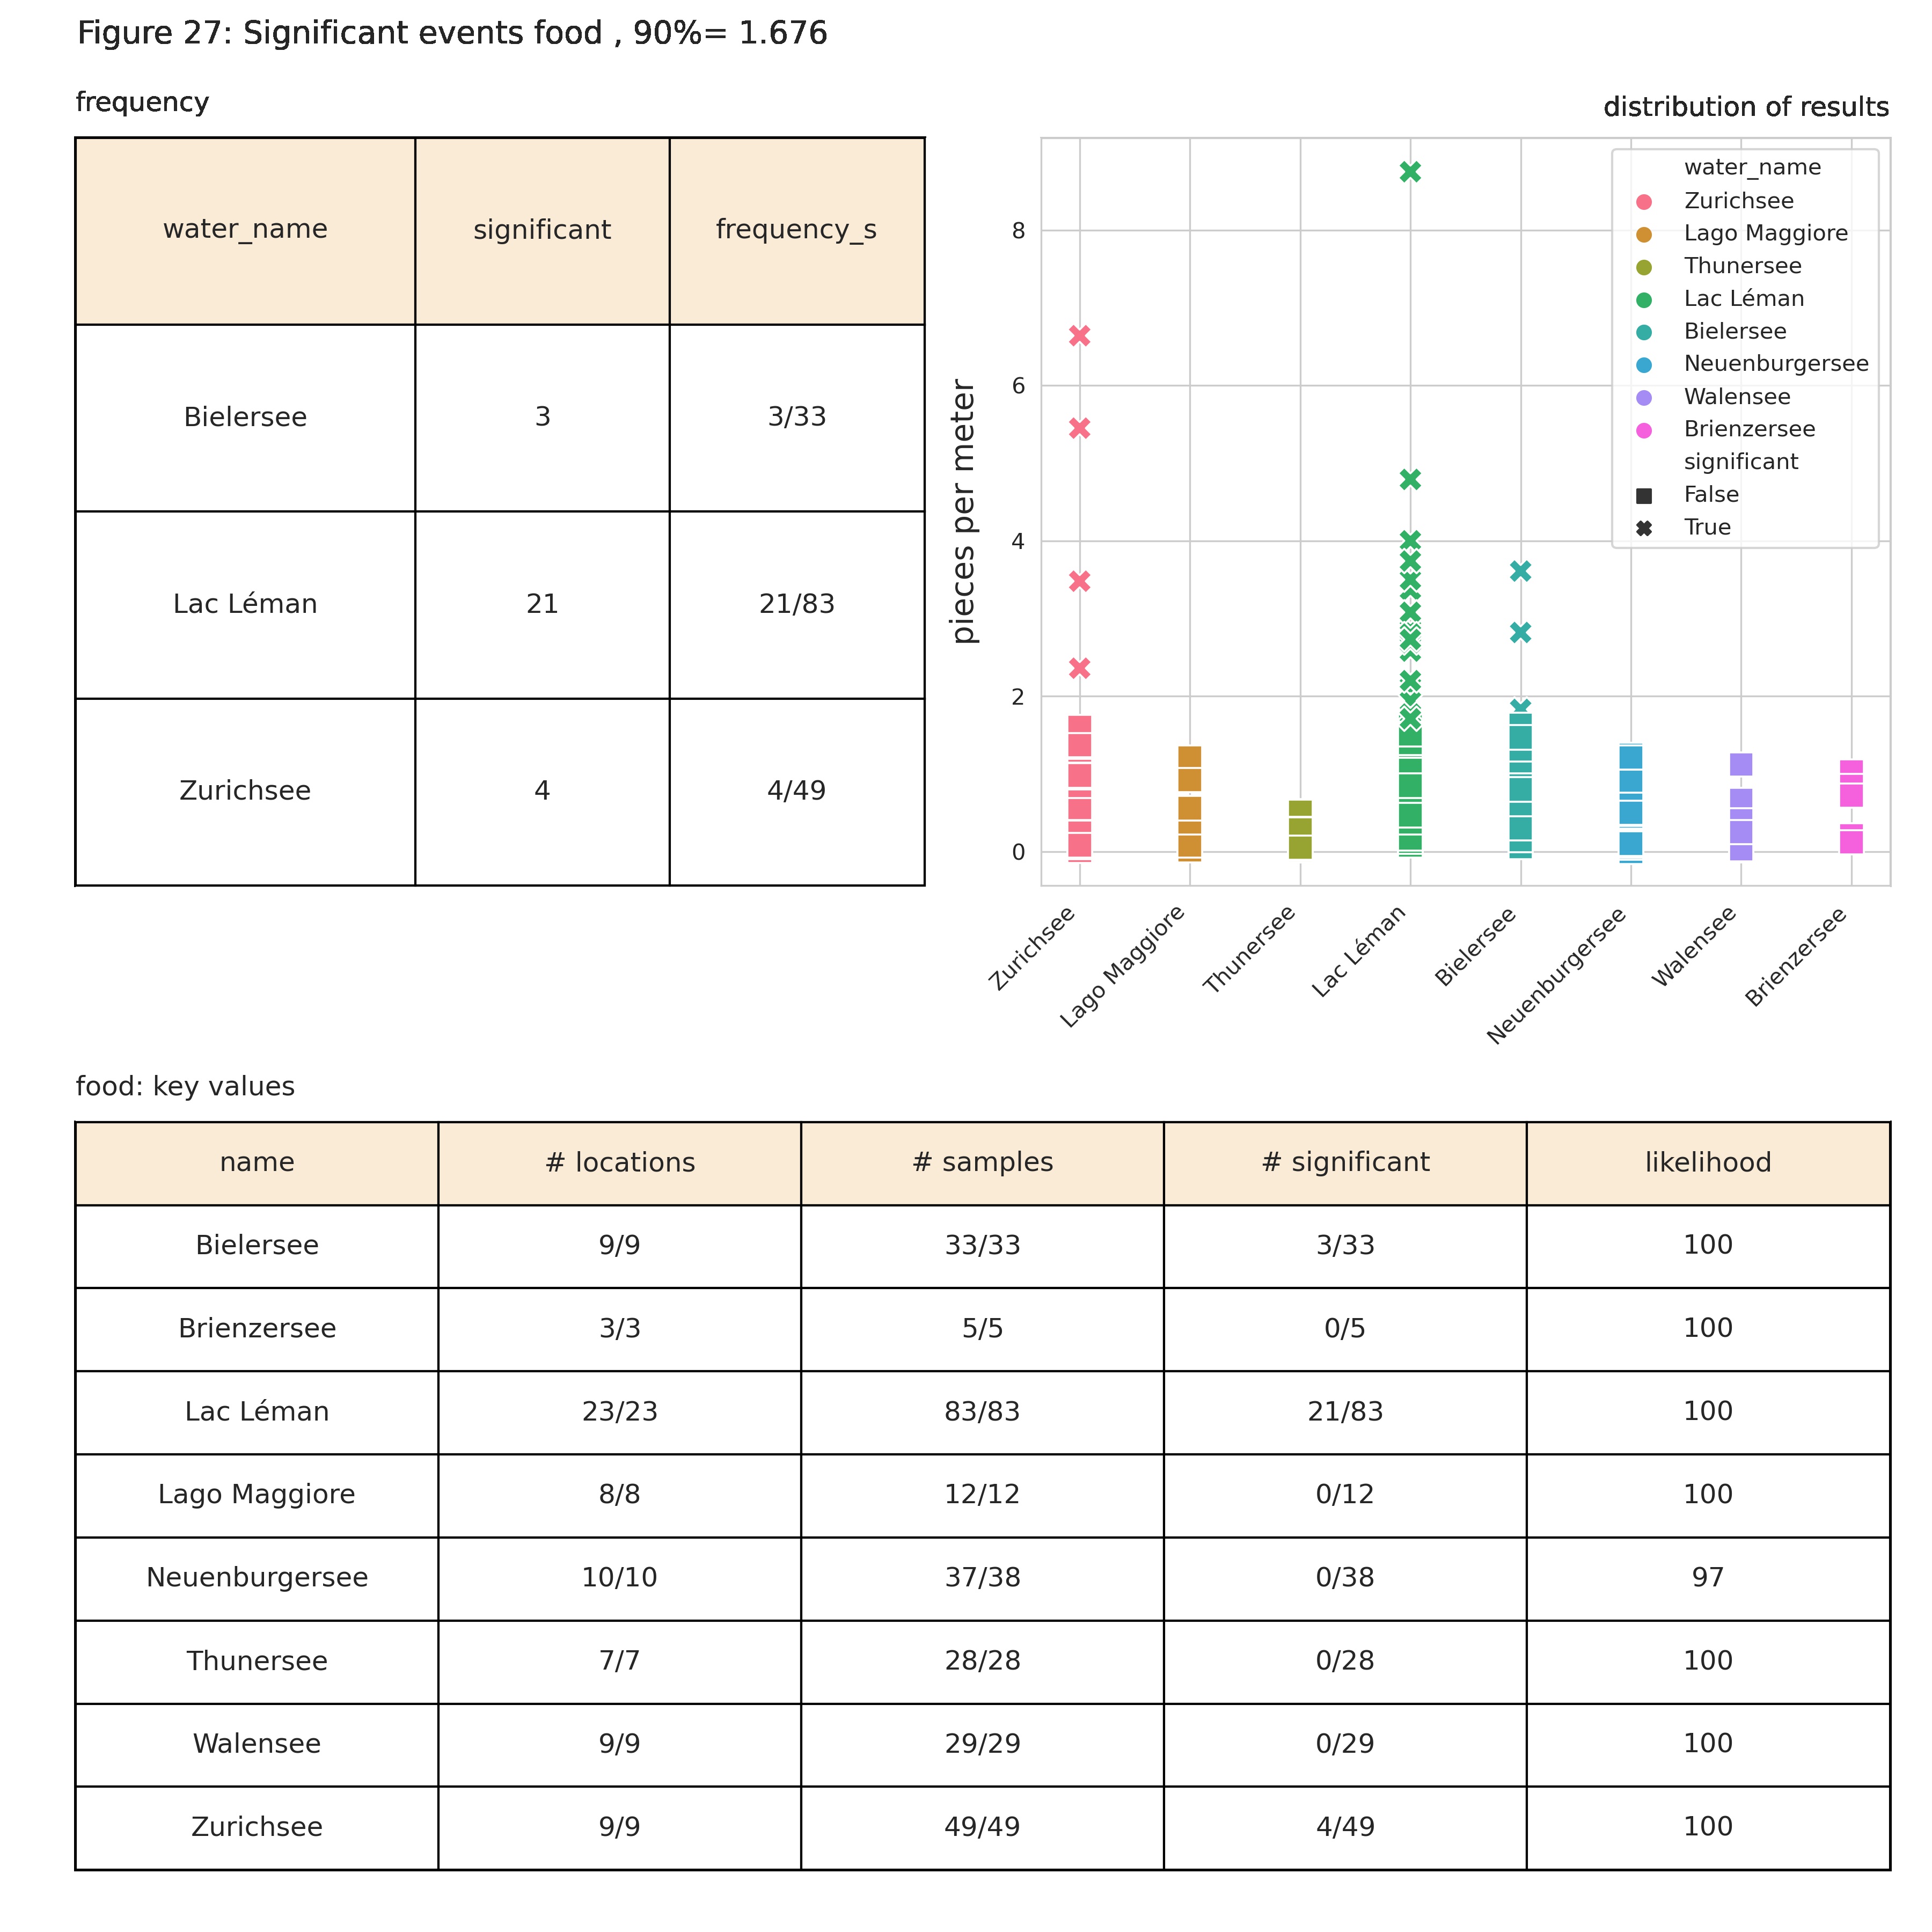 Figure 27: Significant events food , 90%= 1.676
frequency
water_name significant frequency_s
Bielersee 3 3/33
Lac Léman 21 21/83
Zurichsee 4 4/49
distribution of results
pieces per meter
8
6
4
2
0
water_name
Zurichsee
Lago Maggiore
Thunersee
Lac Léman
Bielersee
Neuenburgersee
Walensee
Brienzersee
significant
False
True
Zurichsee
Lago Maggiore
Thunersee
Lac Léman
Bielersee
Neuenburgersee
Walensee
Brienzersee
food: key values
name # locations # samples # significant likelihood
Bielersee 9/9 33/33 3/33 100
Brienzersee 3/3 5/5 0/5 100
Lac Léman 23/23 83/83 21/83 100
Lago Maggiore 8/8 12/12 0/12 100
Neuenburgersee 10/10 37/38 0/38 97
Thunersee 7/7 28/28 0/28 100
Walensee 9/9 29/29 0/29 100
Zurichsee 9/9 49/49 4/49 100